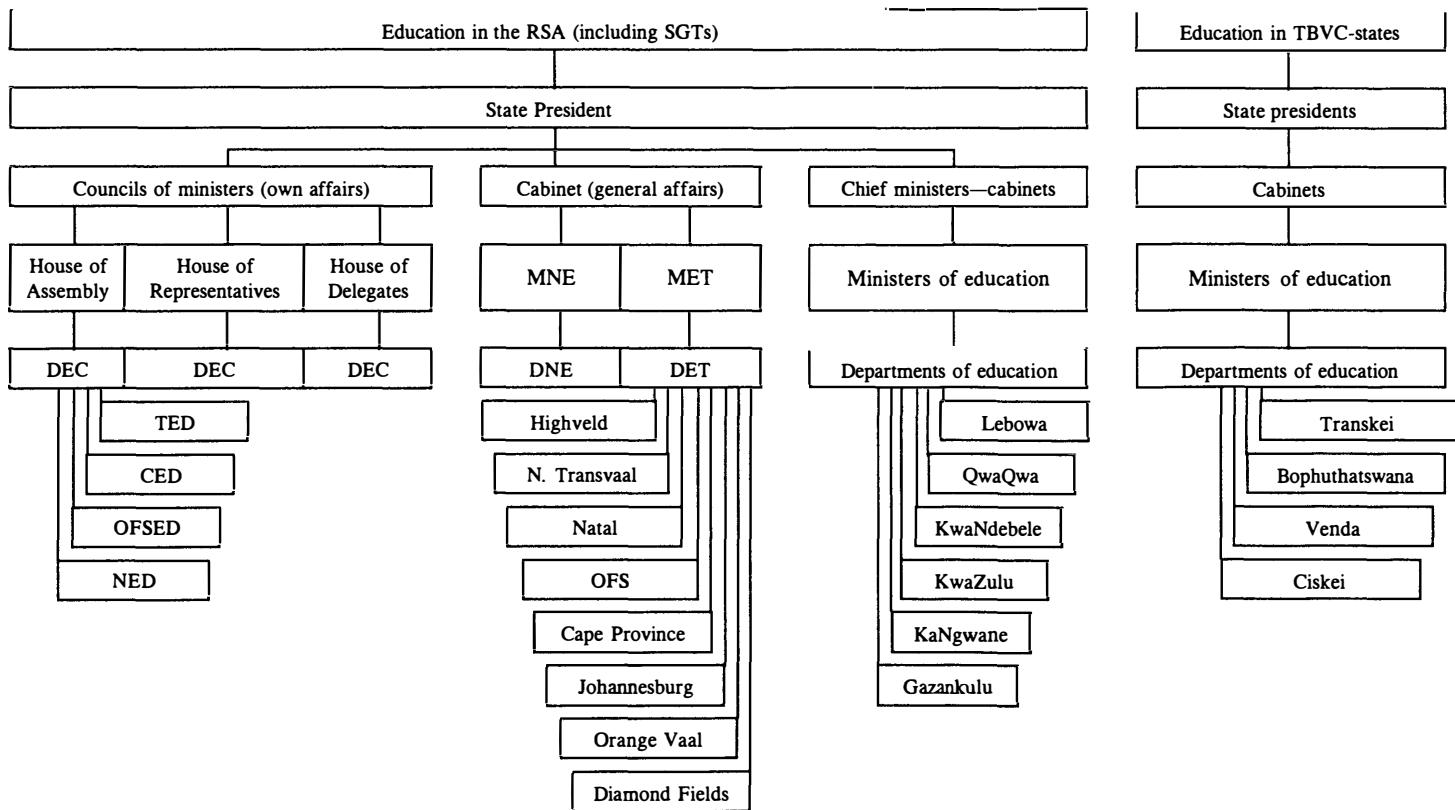 Education in the RSA (including SGTs)
Education in TBVC-states
State President
State presidents
Councils of ministers (own affairs)
Cabinet (general affairs)
Chief ministers—cabinets
Cabinets
House of
Assembly
House of
Representatives
House of
Delegates
MNE
MET
Ministers of education
Ministers of education
DEC
DEC
DEC
DNE
DET
Departments of education
Departments of education
TED
CED
OFSED
NED
Highveld
N. Transvaal
Natal
OFS
Cape Province
Johannesburg
Orange Vaal
Diamond Fields
Lebowa
QwaQwa
KwaNdebele
KwaZulu
KaNgwane
Gazankulu
Transkei
Bophuthatswana
Venda
Ciskei